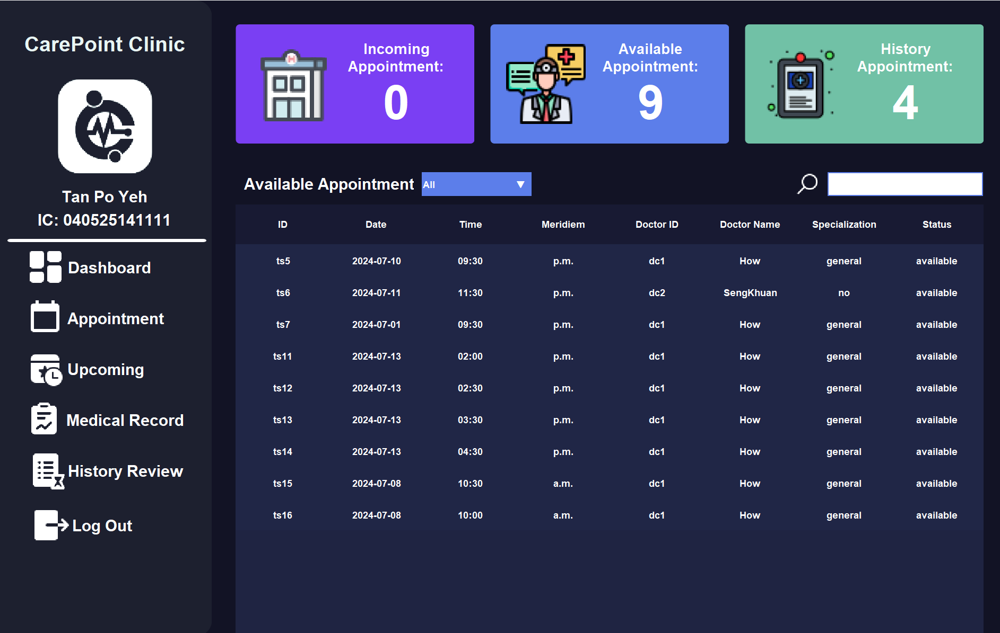 CarePoint Clinic
Tan Po Yeh
IC: 040525141111
Dashboard
Appointment
Upcoming
Medical Record
History Review
Log Out
Incoming
Appointment:
0
Available
Appointment:
9
History
Appointment:
4
Available Appointment All ▼
ID Date Time Meridiem Doctor ID Doctor Name Specialization Status
ts5 2024-07-10 09:30 p.m. dc1 How general available
ts6 2024-07-11 11:30 p.m. dc2 SengKhuan no available
ts7 2024-07-01 09:30 p.m. dc1 How general available
ts11 2024-07-13 02:00 p.m. dc1 How general available
ts12 2024-07-13 02:30 p.m. dc1 How general available
ts13 2024-07-13 03:30 p.m. dc1 How general available
ts14 2024-07-13 04:30 p.m. dc1 How general available
ts15 2024-07-08 10:30 a.m. dc1 How general available
ts16 2024-07-08 10:00 a.m. dc1 How general available